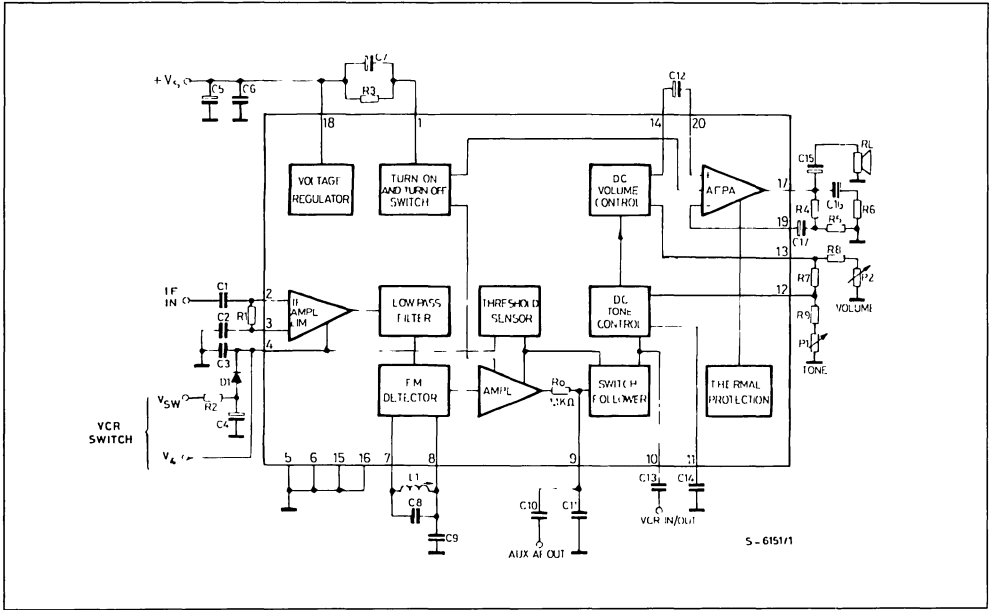 C7
+ Vs
C5
C6
R3
C12
18
1
14
20
VOLTAGE
REGULATOR
TURN ON
AND TURN OFF
SWITCH
DC
VOLUME
CONTROL
+
-
AFPA
17
C15
RL
R4
C16
R6
R5
19
C17
13
R8
R7
P2
VOLUME
12
R9
P1
TONE
IF
IN
C1
2
R1
C2
3
C3
4
IF
AMPL
LIM
LOW PASS
FILTER
THRESHOLD
SENSOR
DC
TONE
CONTROL
D1
VSW
R2
C4
VCR
SWITCH
V4
FM
DETECTOR
AMPL
Ro
1.1KΩ
SWITCH
FOLLOWER
THERMAL
PROTECTION
5
6
15
16
7
8
9
10
11
L1
C8
C9
C10
C11
C13
C14
VCR IN/OUT
AUX AF OUT
S-6151/1